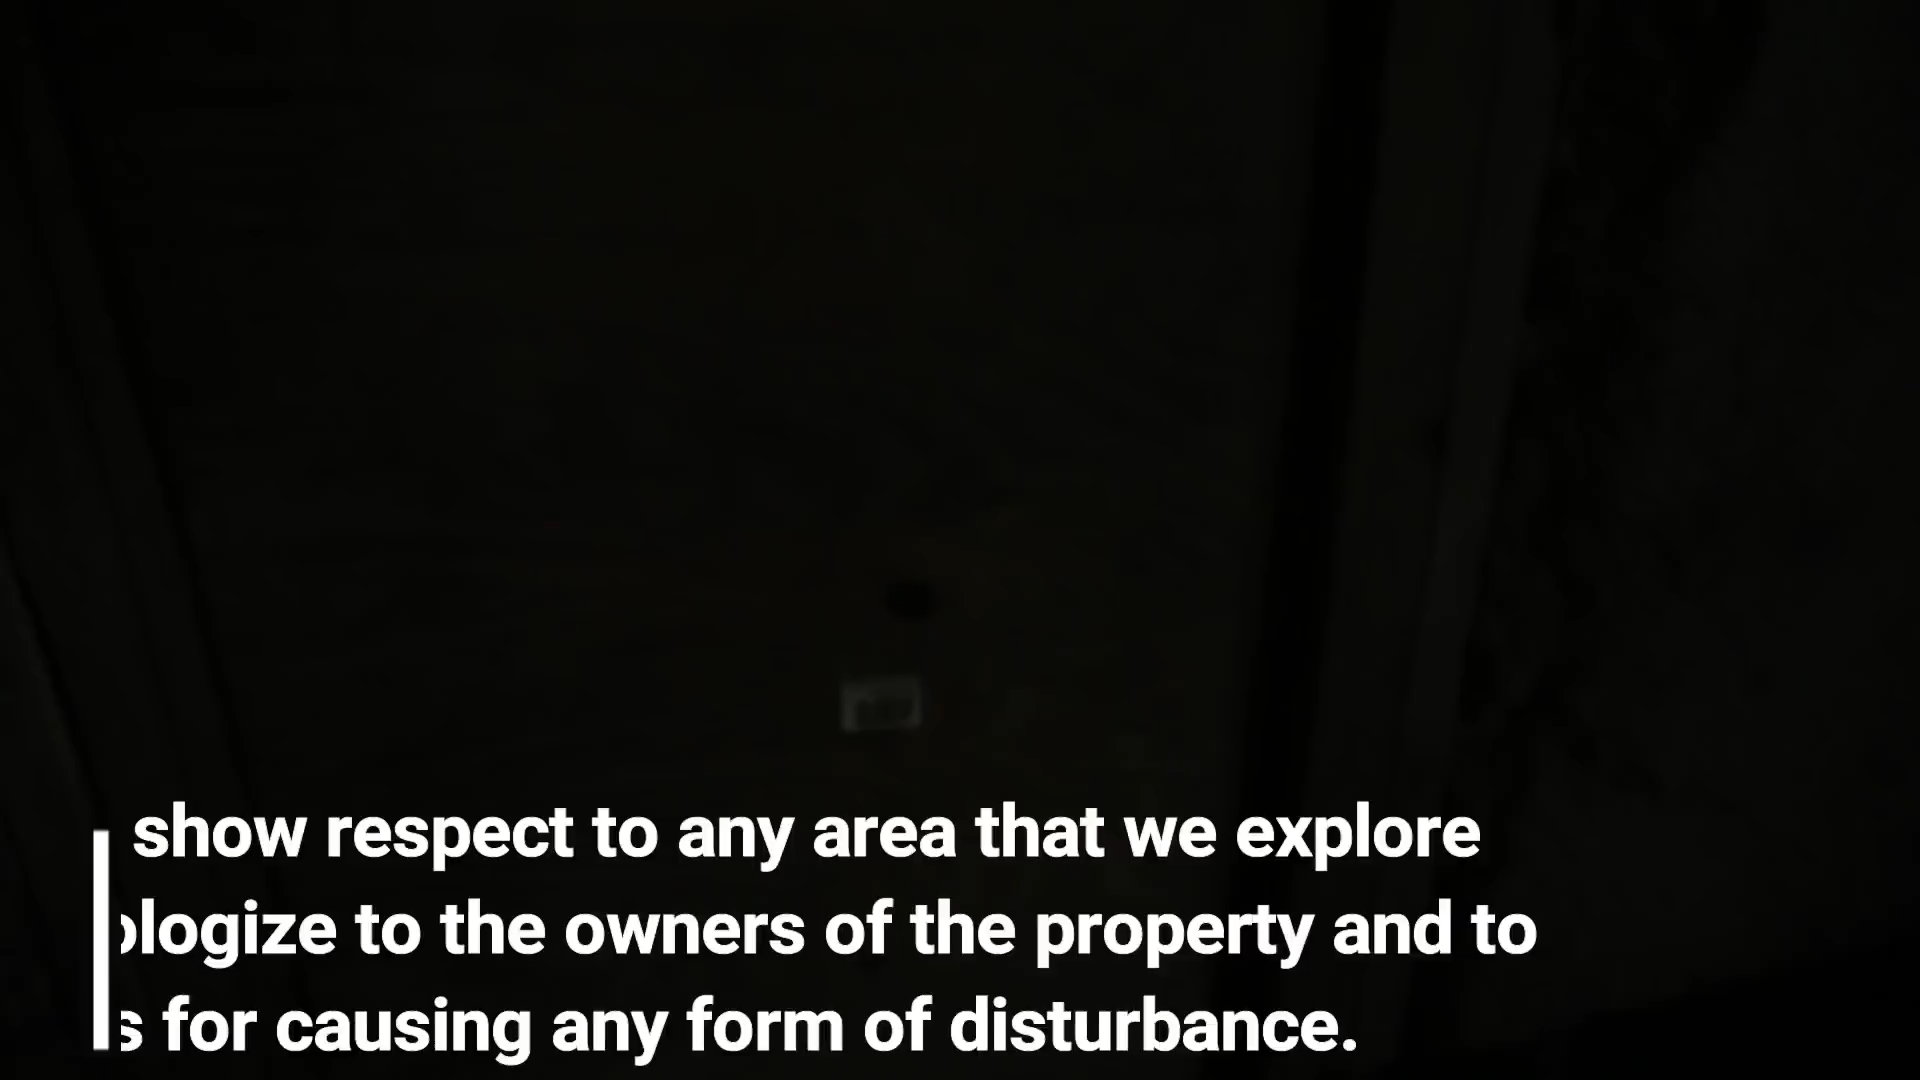 show respect to any area that we explore
to the owners of the property and to
for causing any form of disturbance.